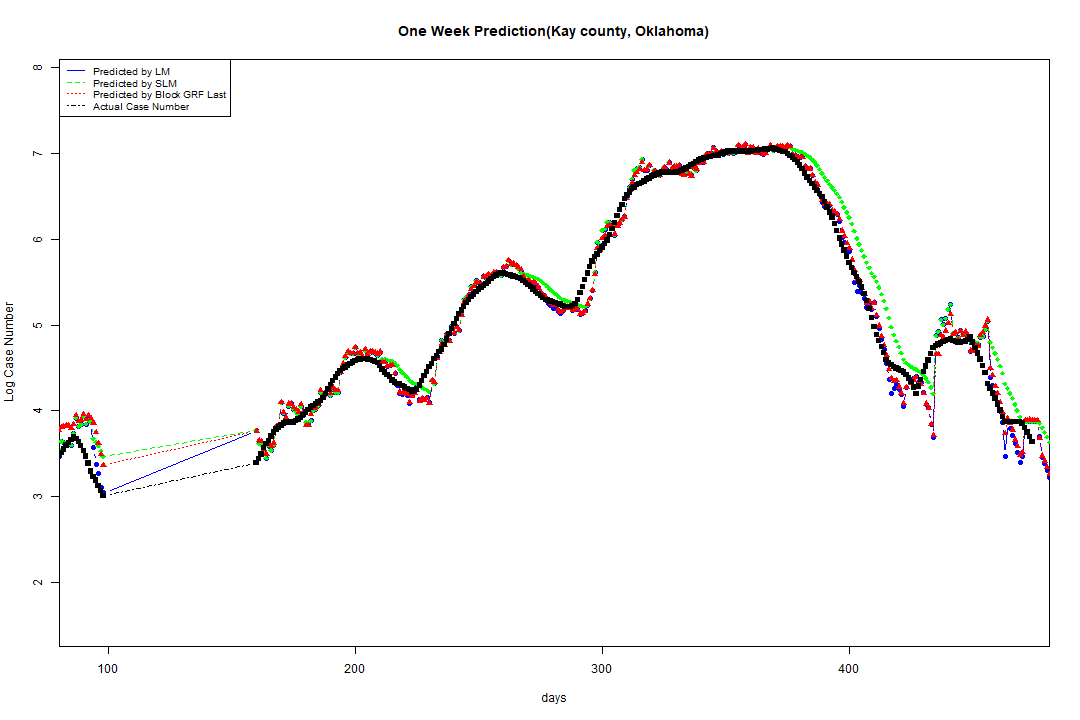 One Week Prediction(Kay county, Oklahoma)
Predicted by LM
Predicted by SLM
Predicted by Block GRF Last
Actual Case Number
8
7
6
5
4
3
2
Log Case Number
100 200 300 400
days